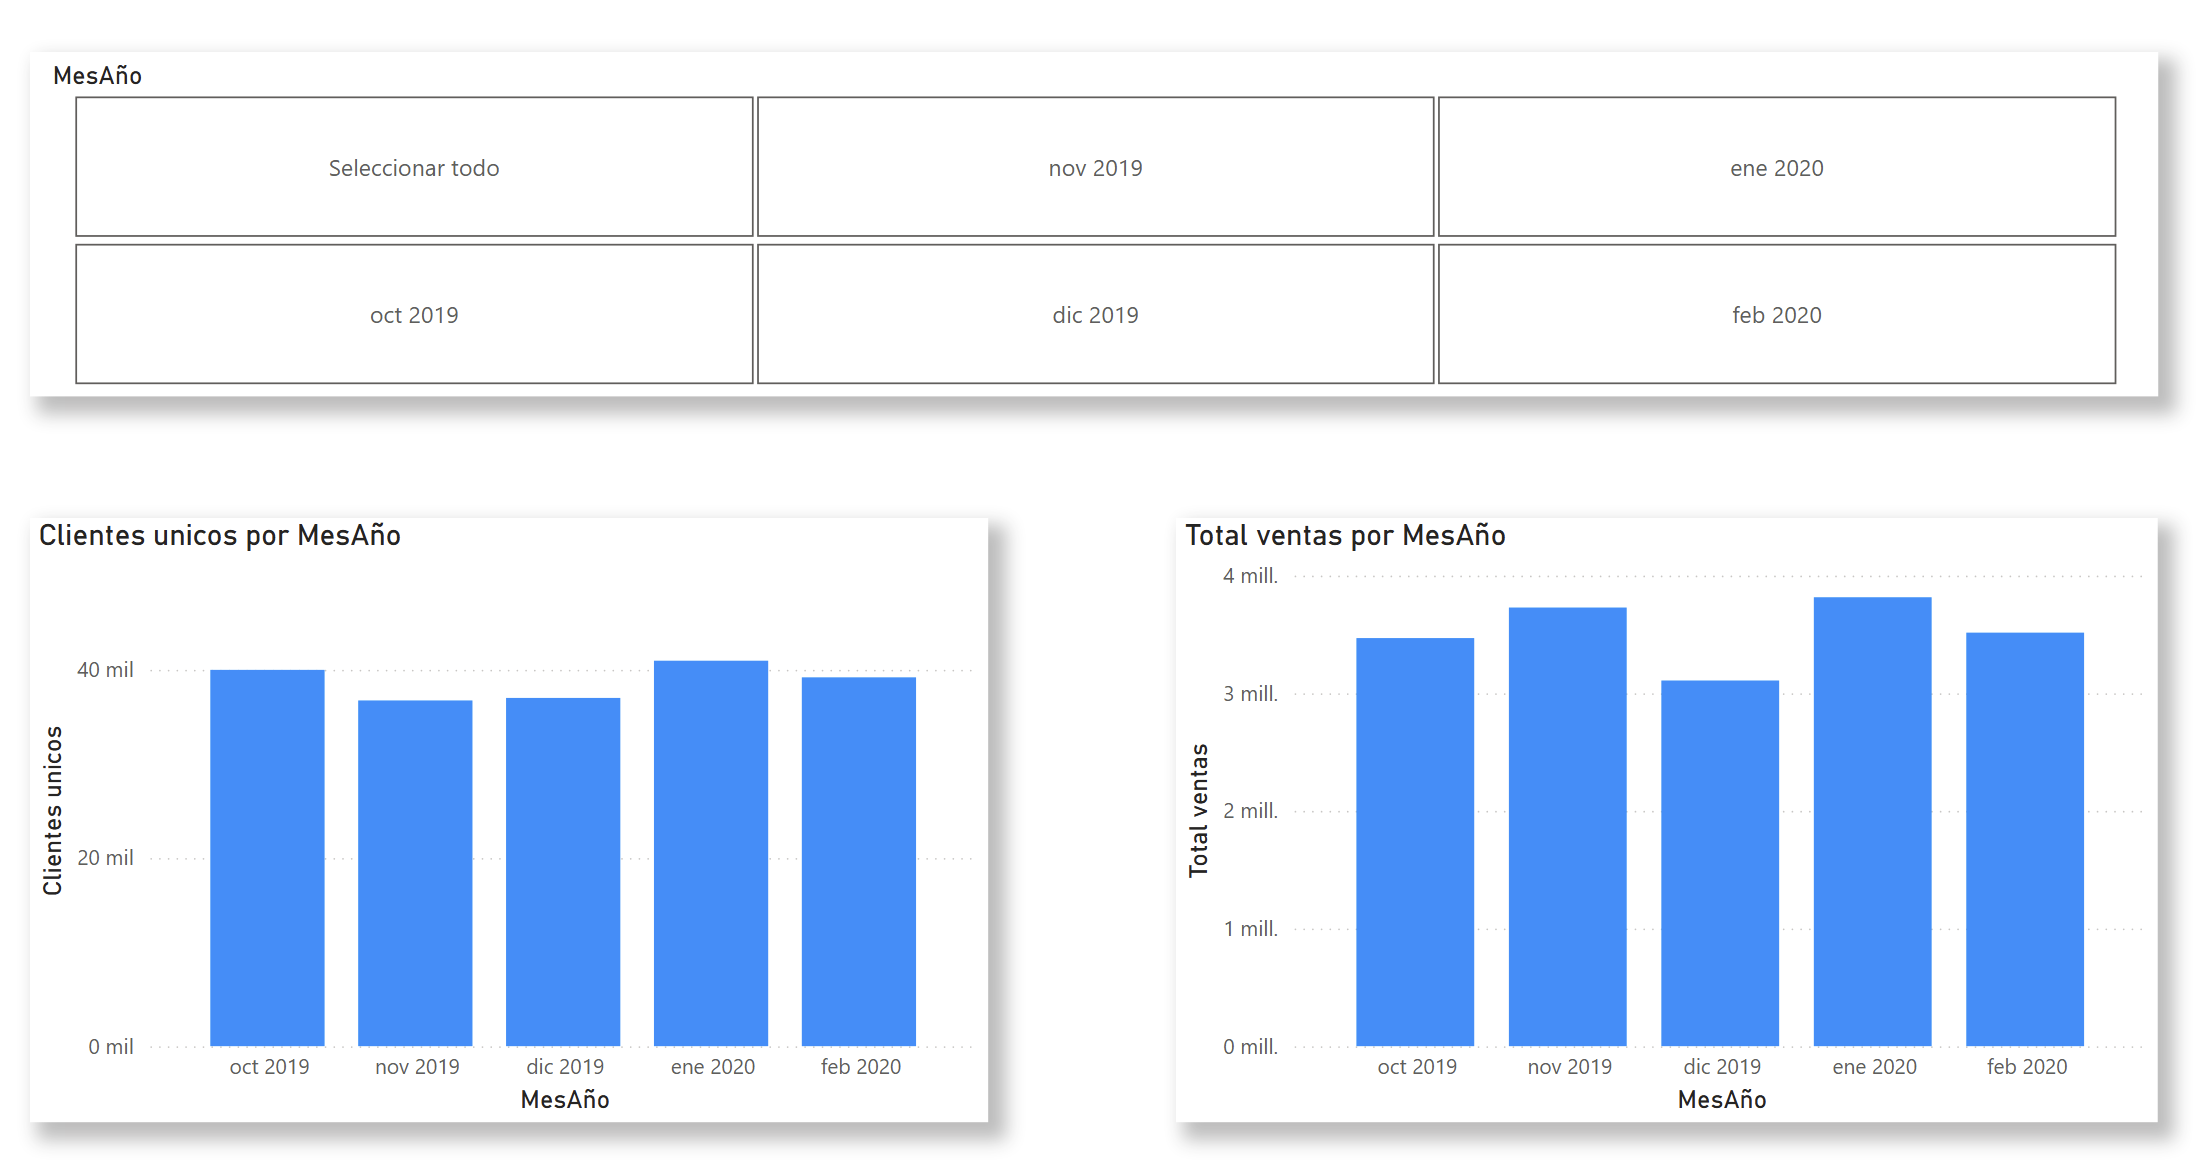 MesAño
Seleccionar todo
nov 2019
ene 2020
oct 2019
dic 2019
feb 2020
Clientes unicos por MesAño
Clientes unicos
40 mil
20 mil
0 mil
oct 2019
nov 2019
dic 2019
ene 2020
feb 2020
MesAño
Total ventas por MesAño
Total ventas
4 mill.
3 mill.
2 mill.
1 mill.
0 mill.
oct 2019
nov 2019
dic 2019
ene 2020
feb 2020
MesAño